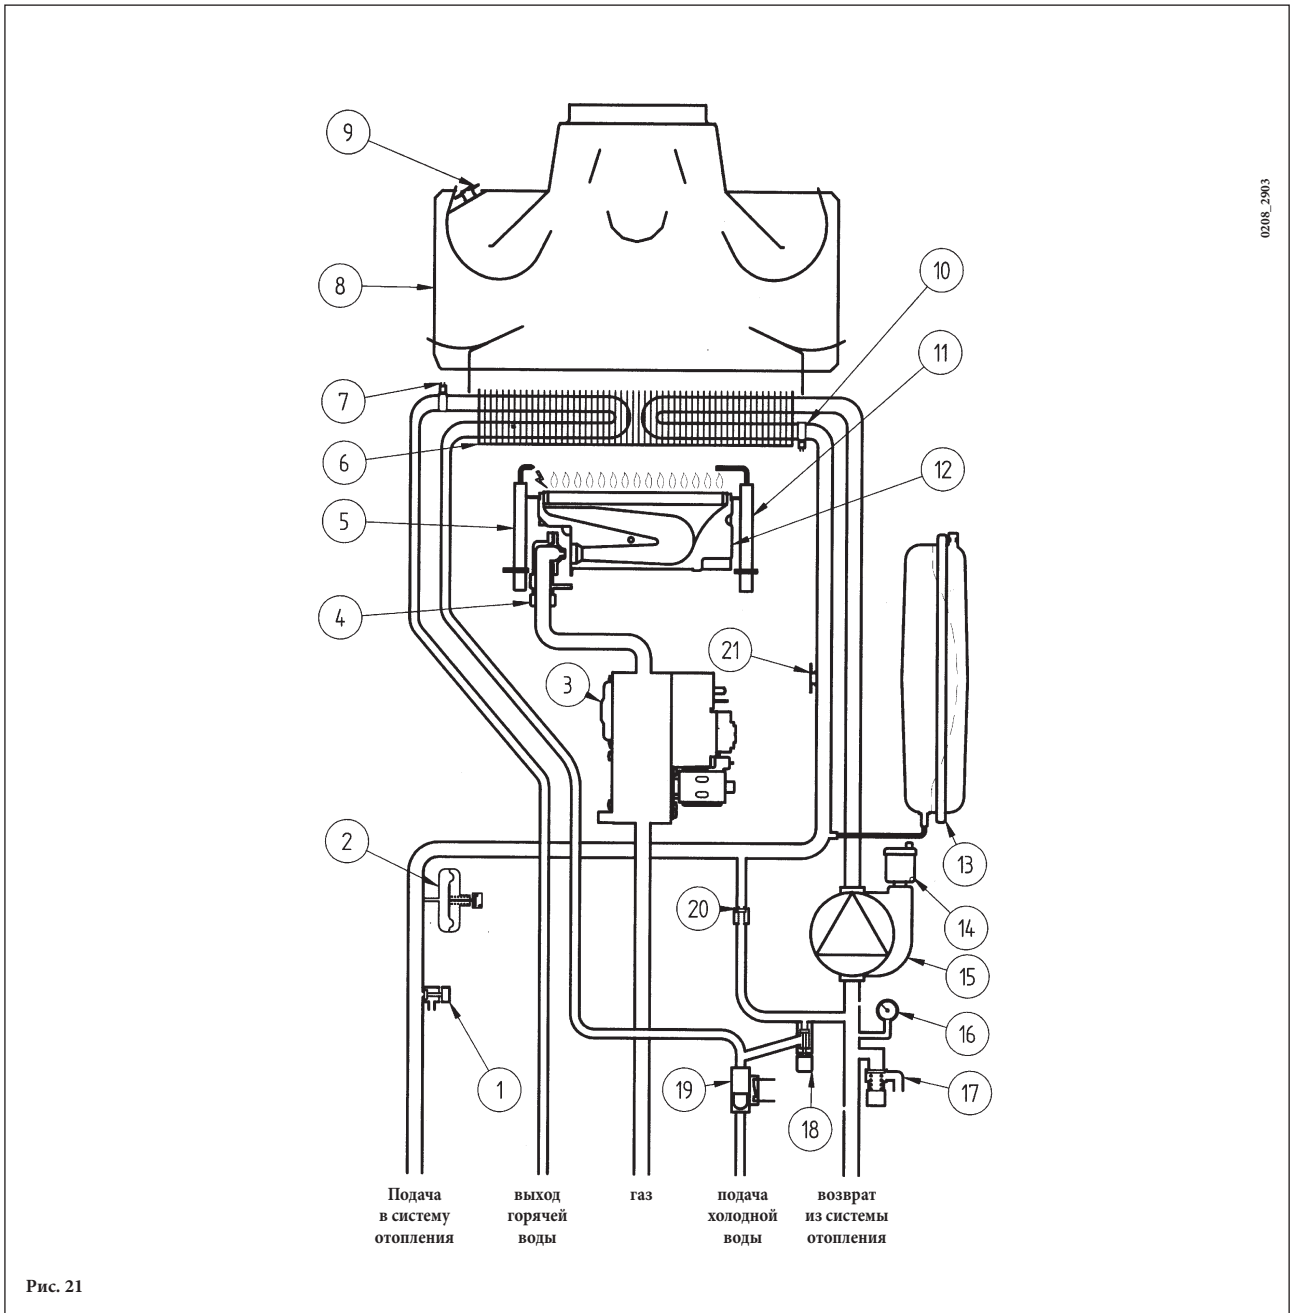 9
0208_2903
10
8
11
7
6
12
5
4
21
3
2
13
20
14
15
16
19
1
17
18
Подача
в систему
отопления
выход
горячей
воды
газ
подача
холодной
воды
возврат
из системы
отопления
Рис. 21